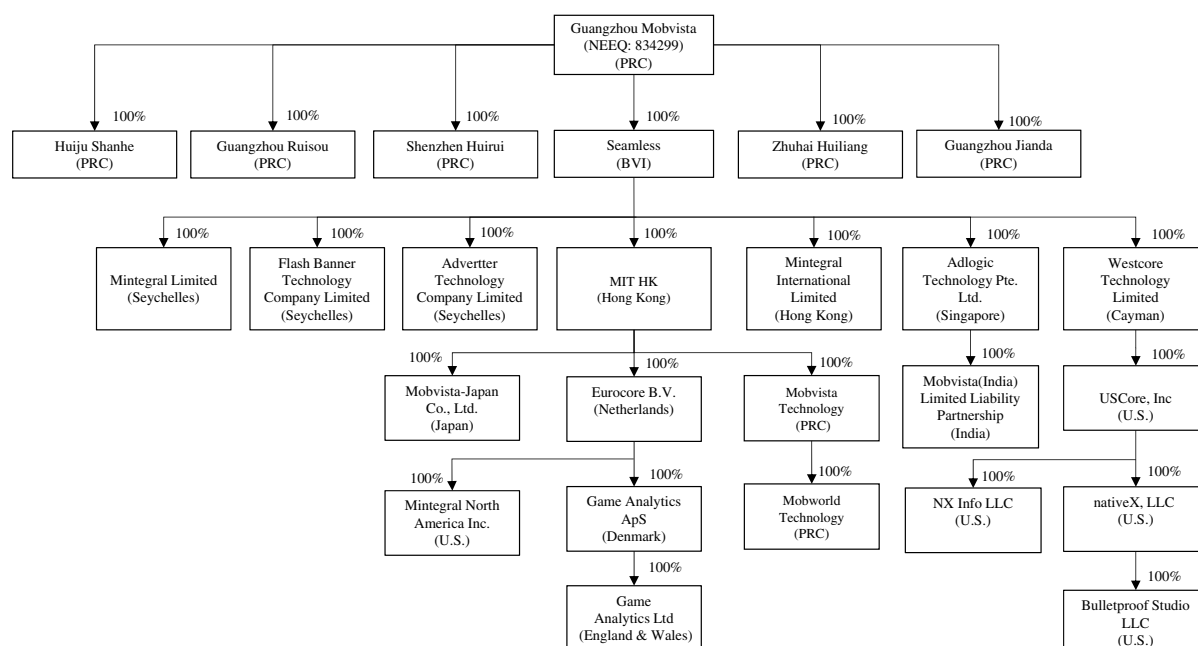 Guangzhou Mobvista
(NEEQ: 834299)
(PRC)
100%
100%
100%
100%
100%
100%
Huiju Shanhe
(PRC)
Guangzhou Ruisou
(PRC)
Shenzhen Huirui
(PRC)
Seamless
(BVI)
Zhuhai Huiliang
(PRC)
Guangzhou Jianda
(PRC)
100%
100%
100%
100%
100%
100%
100%
Mintegral Limited
(Seychelles)
Flash Banner
Technology
Company Limited
(Seychelles)
Advertter
Technology
Company Limited
(Seychelles)
MIT HK
(Hong Kong)
Mintegral
International
Limited
(Hong Kong)
Adlogic
Technology Pte.
Ltd.
(Singapore)
Westcore
Technology
Limited
(Cayman)
100%
100%
100%
100%
100%
Mobvista-Japan
Co., Ltd.
(Japan)
Eurocore B.V.
(Netherlands)
Mobvista
Technology
(PRC)
Mobvista(India)
Limited Liability
Partnership
(India)
USCore, Inc
(U.S.)
100%
100%
100%
100%
100%
Mintegral North
America Inc.
(U.S.)
Game Analytics
ApS
(Denmark)
Mobworld
Technology
(PRC)
NX Info LLC
(U.S.)
nativeX, LLC
(U.S.)
100%
100%
Game
Analytics Ltd
(England & Wales)
Bulletproof Studio
LLC
(U.S.)